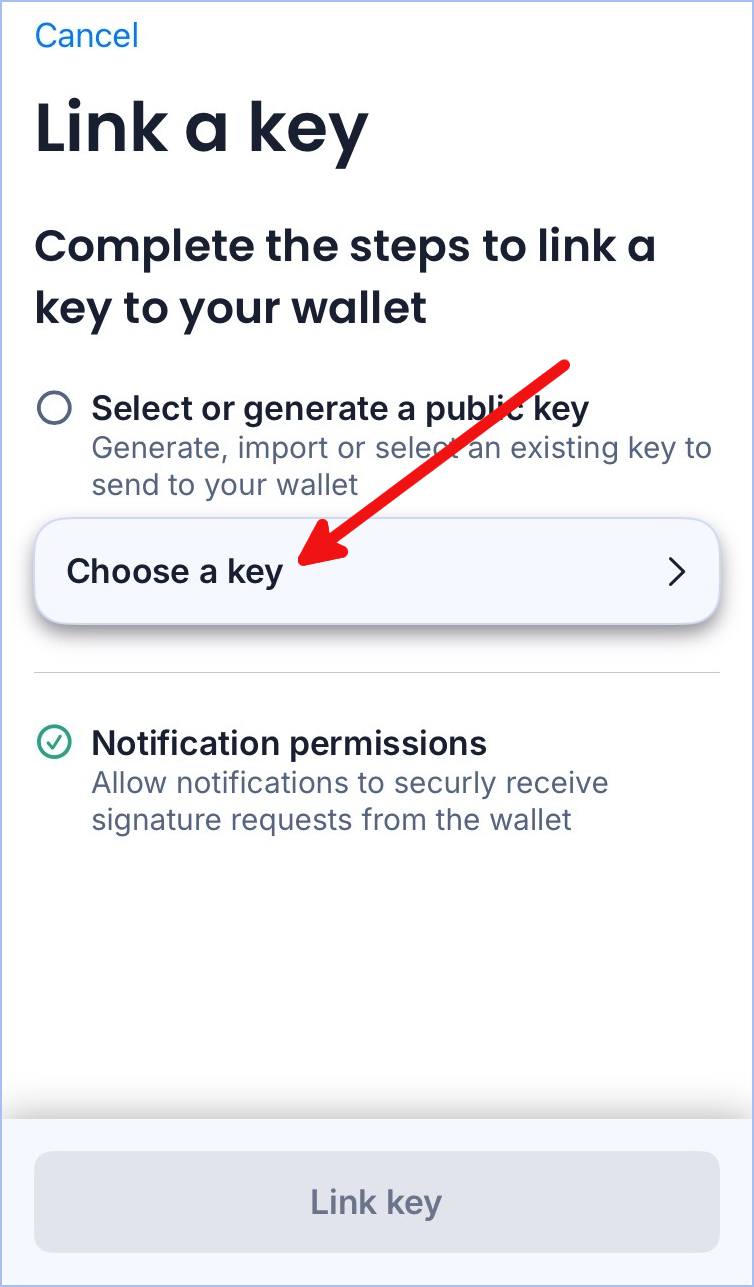 Cancel
Link a key
Complete the steps to link a
key to your wallet
Select or generate a public key
Generate, import or select an existing key to
send to your wallet
Choose a key
Notification permissions
Allow notifications to securly receive
signature requests from the wallet
Link key